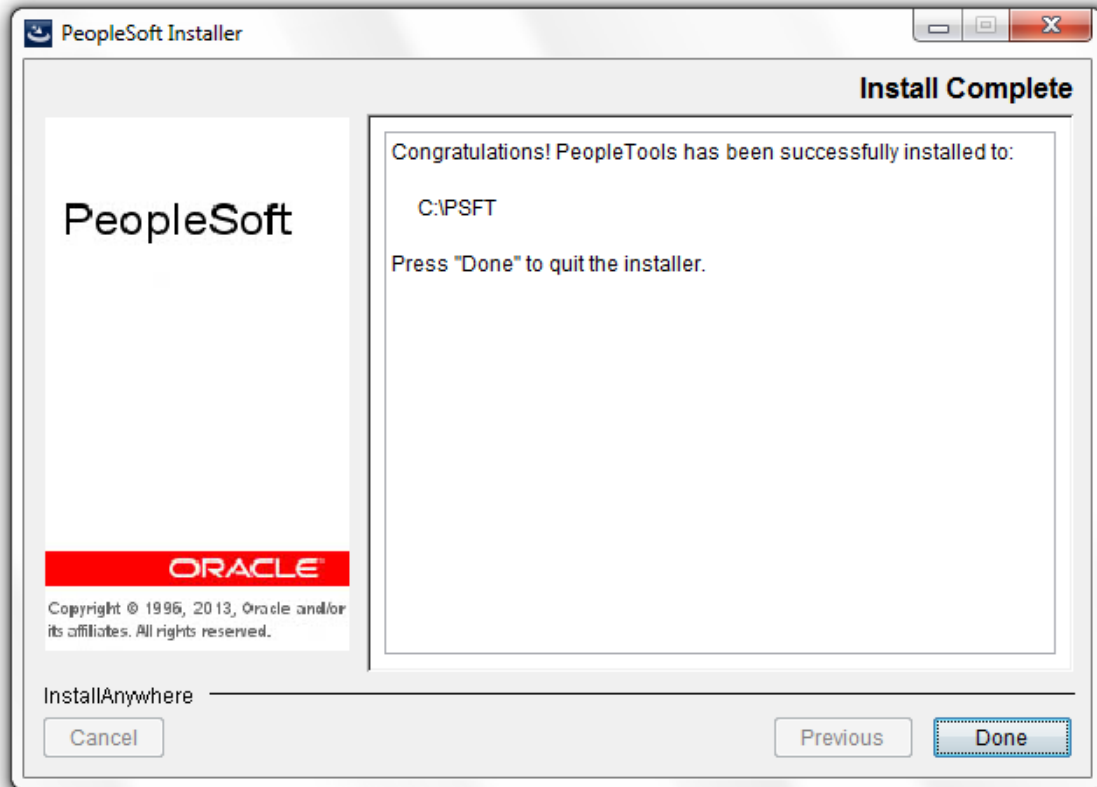 PeopleSoft Installer
Install Complete
PeopleSoft
Congratulations! PeopleTools has been successfully installed to:
C:\PSFT
Press "Done" to quit the installer.
ORACLE
Copyright © 1996, 2013, Oracle and/or
its affiliates. All rights reserved.
InstallAnywhere
Cancel
Previous
Done